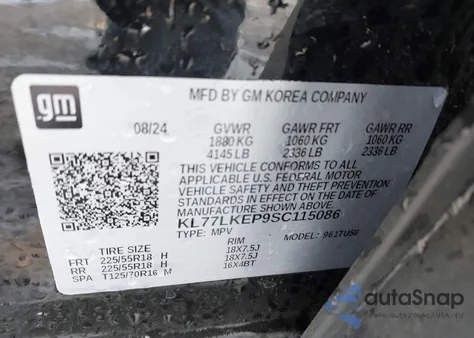 gm
MFD BY GM KOREA COMPANY
08/24 GVWR GAWR FRT GAWR RR
1880 KG 1060 KG 1060 KG
4145 LB 2336 LB 2336 LB
THIS VEHICLE CONFORMS TO ALL
APPLICABLE U.S. FEDERAL MOTOR
VEHICLE SAFETY AND THEFT PREVENTION
STANDARDS IN EFFECT ON THE DATE OF
MANUFACTURE SHOWN ABOVE.
KL77LKEP9SC115086
TYPE: MPV MODEL: 961TUS8
TIRE SIZE RIM
FRT 225/55R18 H 18X7.5J
RR 225/55R18 H 18X7.5J
SPA T125/70R16 M 16X4BT
autoSnap